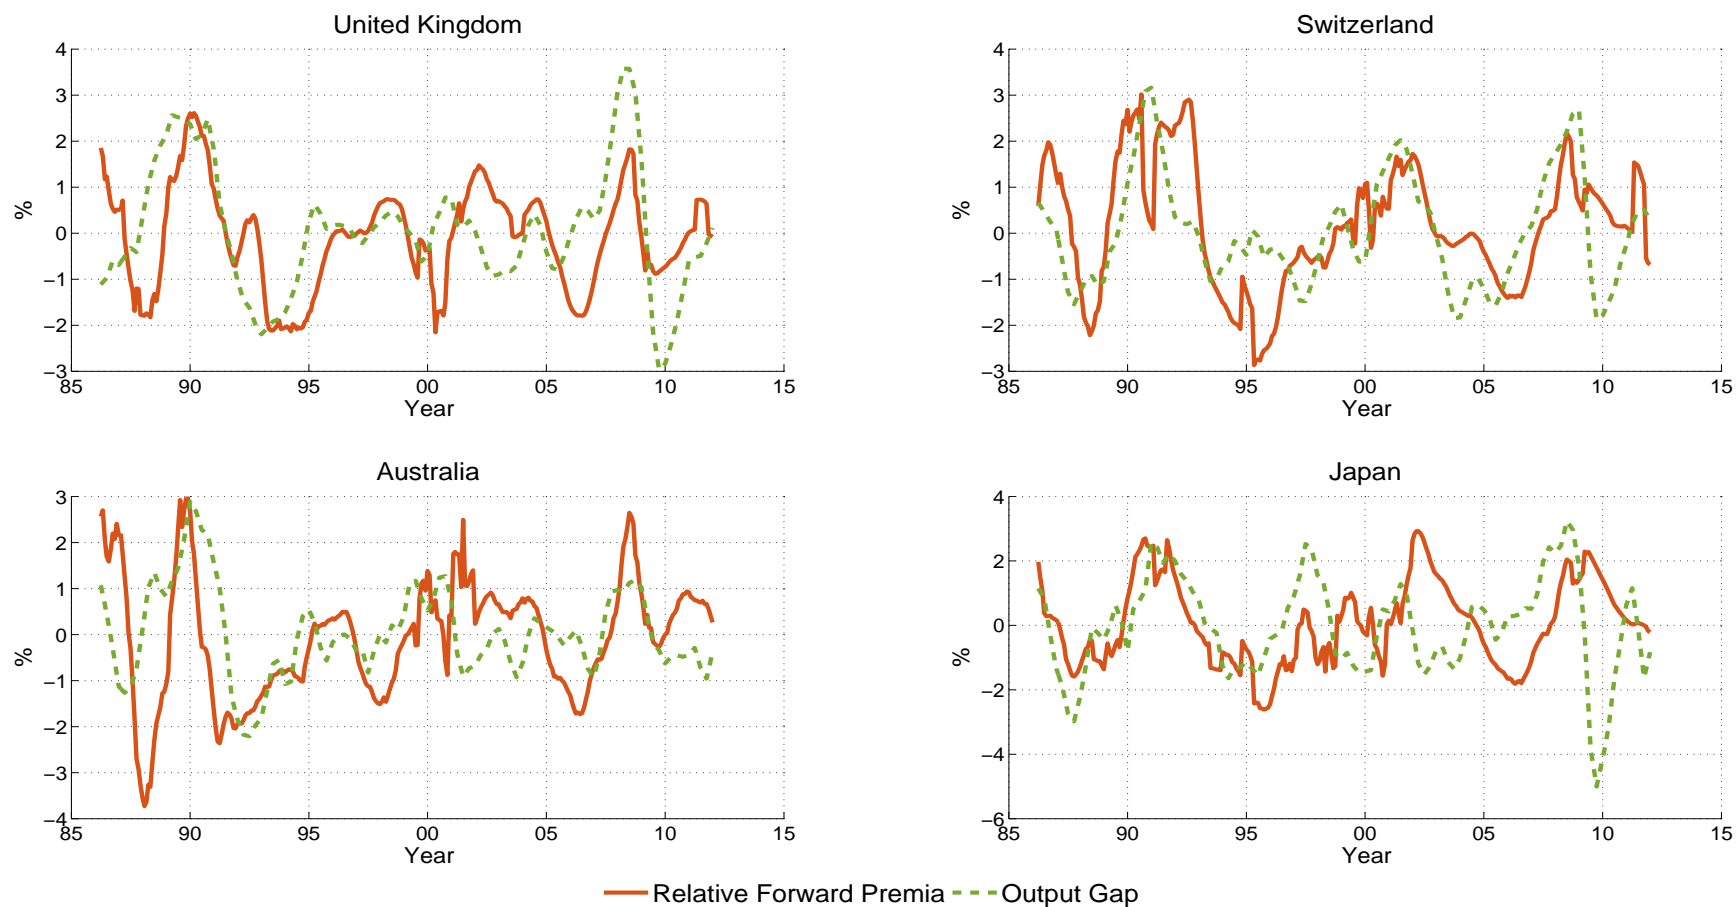 United Kingdom
4
3
2
1
0
−1
−2
−3
%
85 90 95 00 05 10 15
Year
Switzerland
4
3
2
1
0
−1
−2
−3
%
85 90 95 00 05 10 15
Year
Australia
3
2
1
0
−1
−2
−3
−4
%
85 90 95 00 05 10 15
Year
Japan
4
2
0
−2
−4
−6
%
85 90 95 00 05 10 15
Year
Relative Forward Premia Output Gap